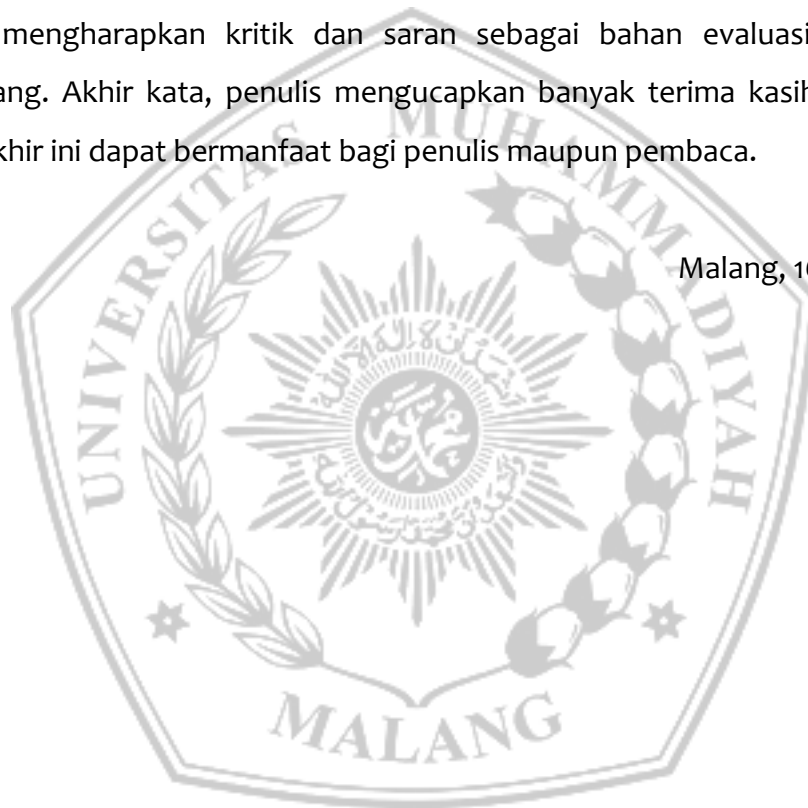 mengharapkan kritik dan saran sebagai bahan evaluasi
ang. Akhir kata, penulis mengucapkan banyak terima kasih
khir ini dapat bermanfaat bagi penulis maupun pembaca.
Malang, 1
UNIVERSITAS MUHAMMADIYAH
MALANG